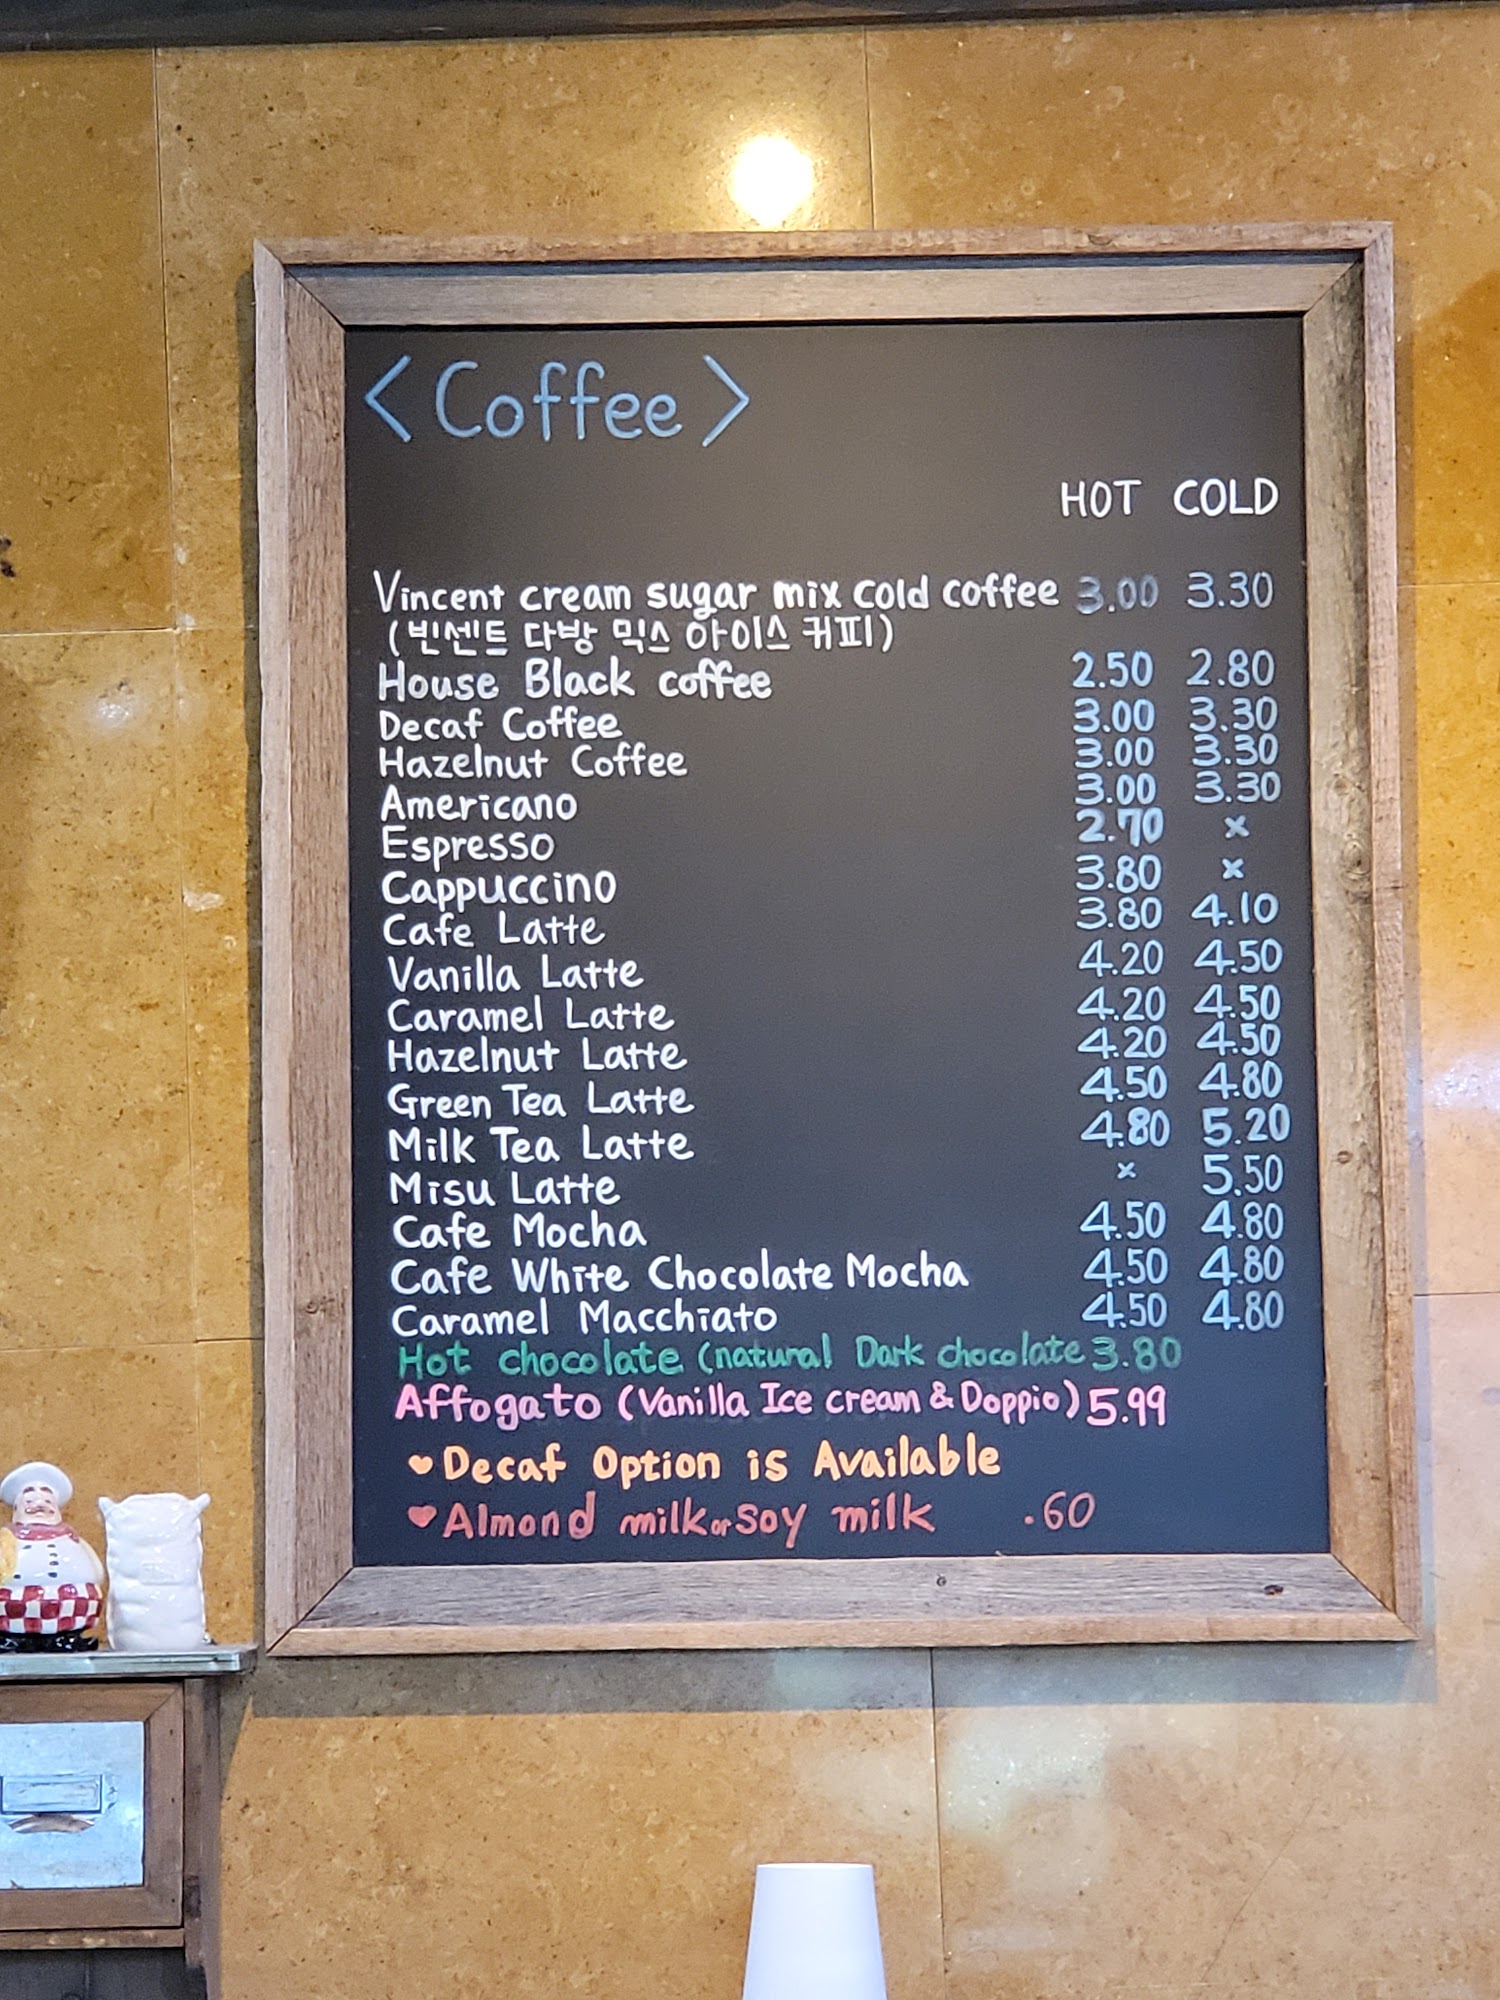 <Coffee>
HOT COLD
Vincent cream sugar mix cold coffee 3.00 3.30
(빈센트 다방 믹스 아이스 커피)
House Black coffee 2.50 2.80
Decaf Coffee 3.00 3.30
Hazelnut Coffee 3.00 3.30
Americano 3.00 3.30
Espresso 2.70 x
Cappuccino 3.80 x
Cafe Latte 3.80 4.10
Vanilla Latte 4.20 4.50
Caramel Latte 4.20 4.50
Hazelnut Latte 4.20 4.50
Green Tea Latte 4.50 4.80
Milk Tea Latte 4.80 5.20
Misu Latte x 5.50
Cafe Mocha 4.50 4.80
Cafe White Chocolate Mocha 4.50 4.80
Caramel Macchiato 4.50 4.80
Hot chocolate (natural Dark chocolate 3.80
Affogato (Vanilla Ice cream & Doppio) 5.99
♥ Decaf Option is Available
♥ Almond milk or Soy milk .60